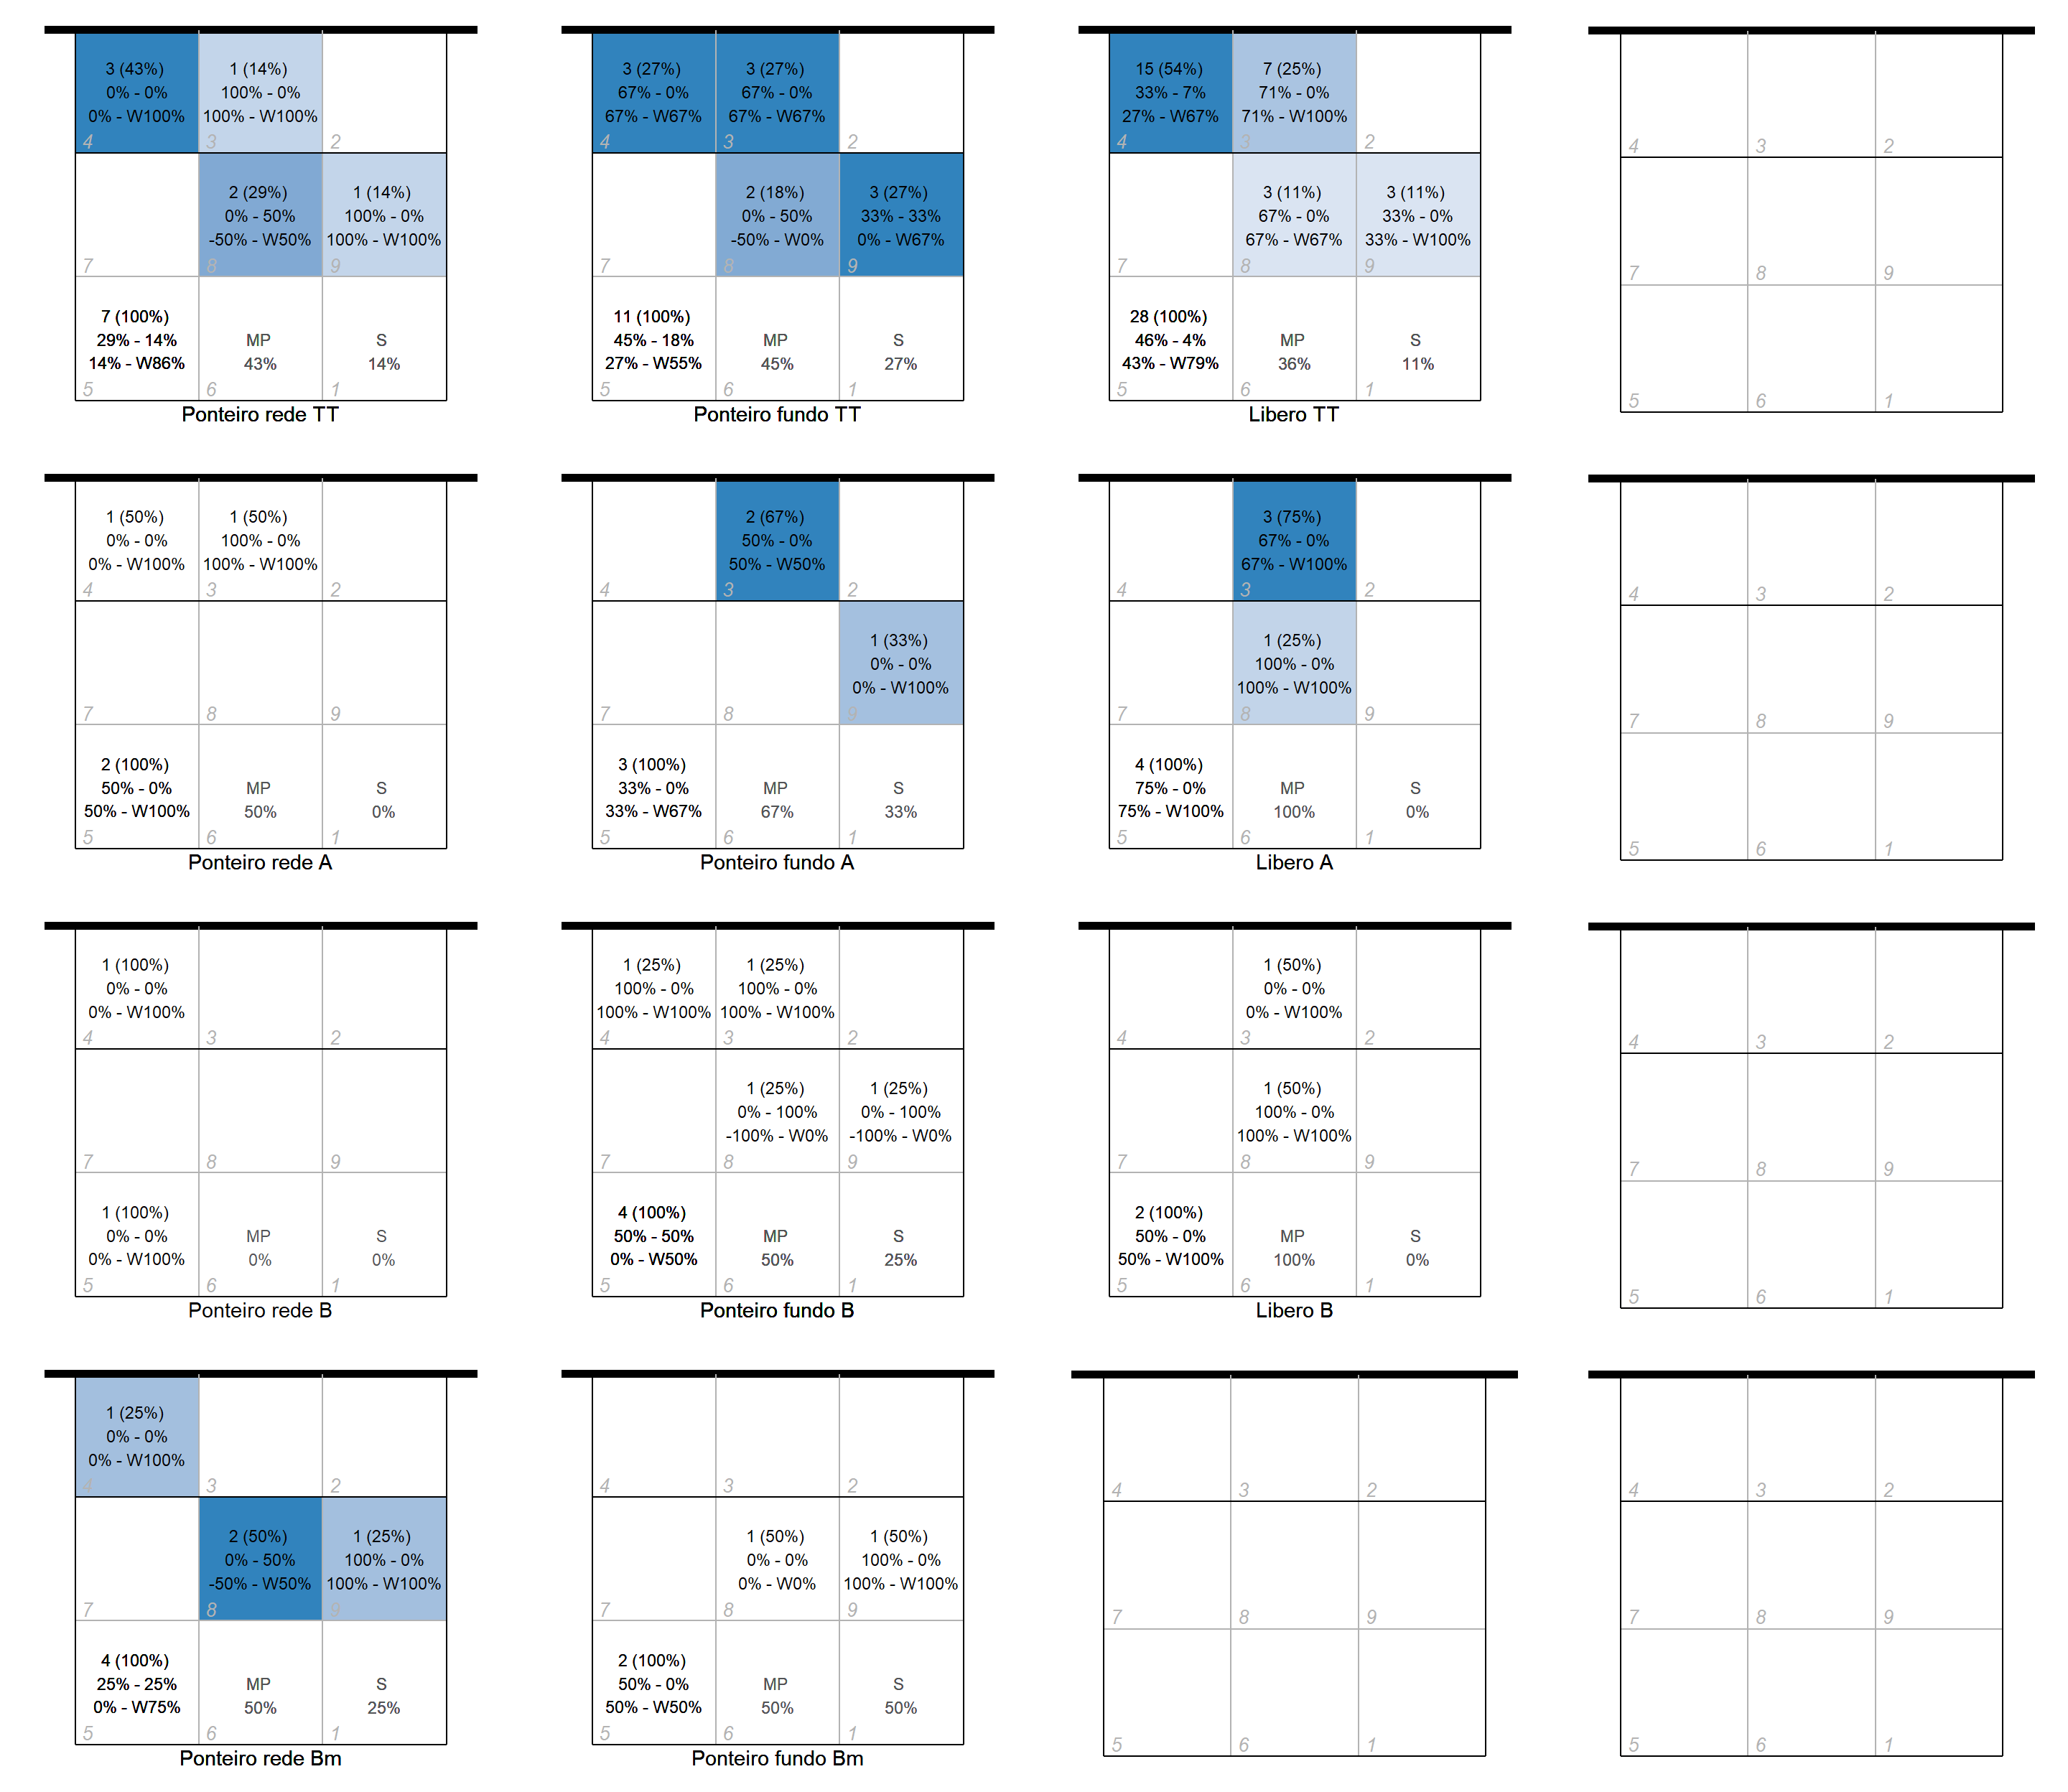 3 (43%)
0% - 0%
0% - W100%
4
1 (14%)
100% - 0%
100% - W100%
3
2
7
2 (29%)
0% - 50%
-50% - W50%
8
1 (14%)
100% - 0%
100% - W100%
9
7 (100%)
29% - 14%
14% - W86%
5
MP
43%
6
S
14%
1
Ponteiro rede TT
3 (27%)
67% - 0%
67% - W67%
4
3 (27%)
67% - 0%
67% - W67%
3
2
7
2 (18%)
0% - 50%
-50% - W0%
8
3 (27%)
33% - 33%
0% - W67%
9
11 (100%)
45% - 18%
27% - W55%
5
MP
45%
6
S
27%
1
Ponteiro fundo TT
15 (54%)
33% - 7%
27% - W67%
4
7 (25%)
71% - 0%
71% - W100%
3
2
7
3 (11%)
67% - 0%
67% - W67%
8
3 (11%)
33% - 0%
33% - W100%
9
28 (100%)
46% - 4%
43% - W79%
5
MP
36%
6
S
11%
1
Libero TT
4
3
2
7
8
9
5
6
1
1 (50%)
0% - 0%
0% - W100%
4
1 (50%)
100% - 0%
100% - W100%
3
2
7
8
9
2 (100%)
50% - 0%
50% - W100%
5
MP
50%
6
S
0%
1
Ponteiro rede A
4
2 (67%)
50% - 0%
50% - W50%
3
2
7
8
1 (33%)
0% - 0%
0% - W100%
9
3 (100%)
33% - 0%
33% - W67%
5
MP
67%
6
S
33%
1
Ponteiro fundo A
4
3 (75%)
67% - 0%
67% - W100%
3
2
7
1 (25%)
100% - 0%
100% - W100%
8
9
4 (100%)
75% - 0%
75% - W100%
5
MP
100%
6
S
0%
1
Libero A
4
3
2
7
8
9
5
6
1
1 (100%)
0% - 0%
0% - W100%
4
3
2
7
8
9
1 (100%)
0% - 0%
0% - W100%
5
MP
0%
6
S
0%
1
Ponteiro rede B
1 (25%)
100% - 0%
100% - W100%
4
1 (25%)
100% - 0%
100% - W100%
3
2
7
1 (25%)
0% - 100%
-100% - W0%
8
1 (25%)
0% - 100%
-100% - W0%
9
4 (100%)
50% - 50%
0% - W50%
5
MP
50%
6
S
25%
1
Ponteiro fundo B
4
1 (50%)
0% - 0%
0% - W100%
3
2
7
1 (50%)
100% - 0%
100% - W100%
8
9
2 (100%)
50% - 0%
50% - W100%
5
MP
100%
6
S
0%
1
Libero B
4
3
2
7
8
9
5
6
1
1 (25%)
0% - 0%
0% - W100%
4
3
2
7
2 (50%)
0% - 50%
-50% - W50%
8
1 (25%)
100% - 0%
100% - W100%
9
4 (100%)
25% - 25%
0% - W75%
5
MP
50%
6
S
25%
1
Ponteiro rede Bm
4
3
2
7
1 (50%)
0% - 0%
0% - W0%
8
1 (50%)
100% - 0%
100% - W100%
9
2 (100%)
50% - 0%
50% - W50%
5
MP
50%
6
S
50%
1
Ponteiro fundo Bm
4
3
2
7
8
9
5
6
1
4
3
2
7
8
9
5
6
1